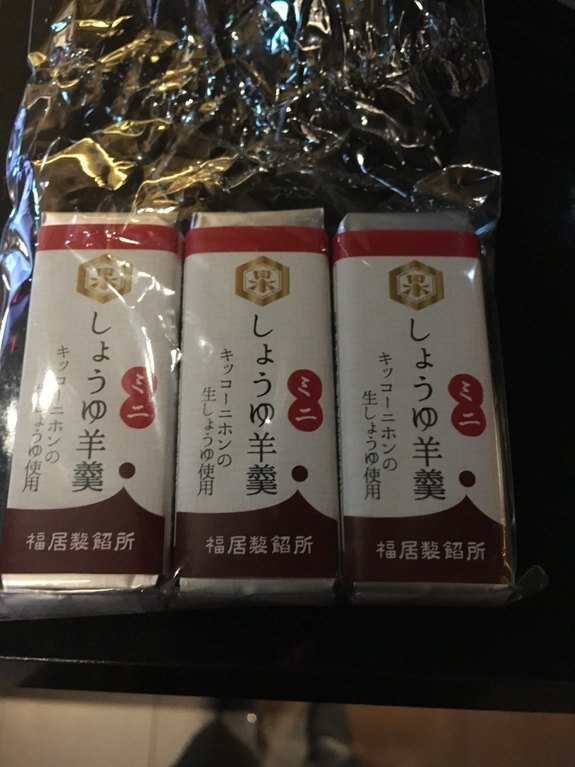 果
しょうゆ羊羹
ミニ
キッコーニホンの
生しょうゆ使用
福居製餡所
果
しょうゆ羊羹
ミニ
キッコーニホンの
生しょうゆ使用
福居製餡所
果
しょうゆ羊羹
ミニ
キッコーニホンの
生しょうゆ使用
福居製餡所